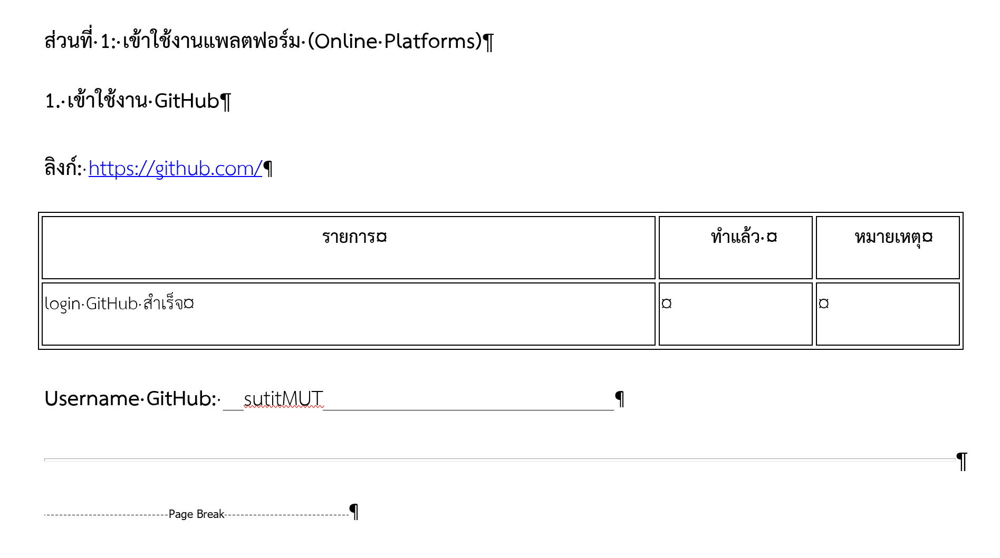 ส่วนที่ 1: เข้าใช้งานแพลตฟอร์ม (Online Platforms)¶
1. เข้าใช้งาน GitHub¶
ลิงก์: https://github.com/¶
รายการ¤ ทำแล้ว ¤ หมายเหตุ¤
login GitHub สำเร็จ¤ ¤ ¤
Username GitHub: __sutitMUT____________________________¶
¶
Page Break¶